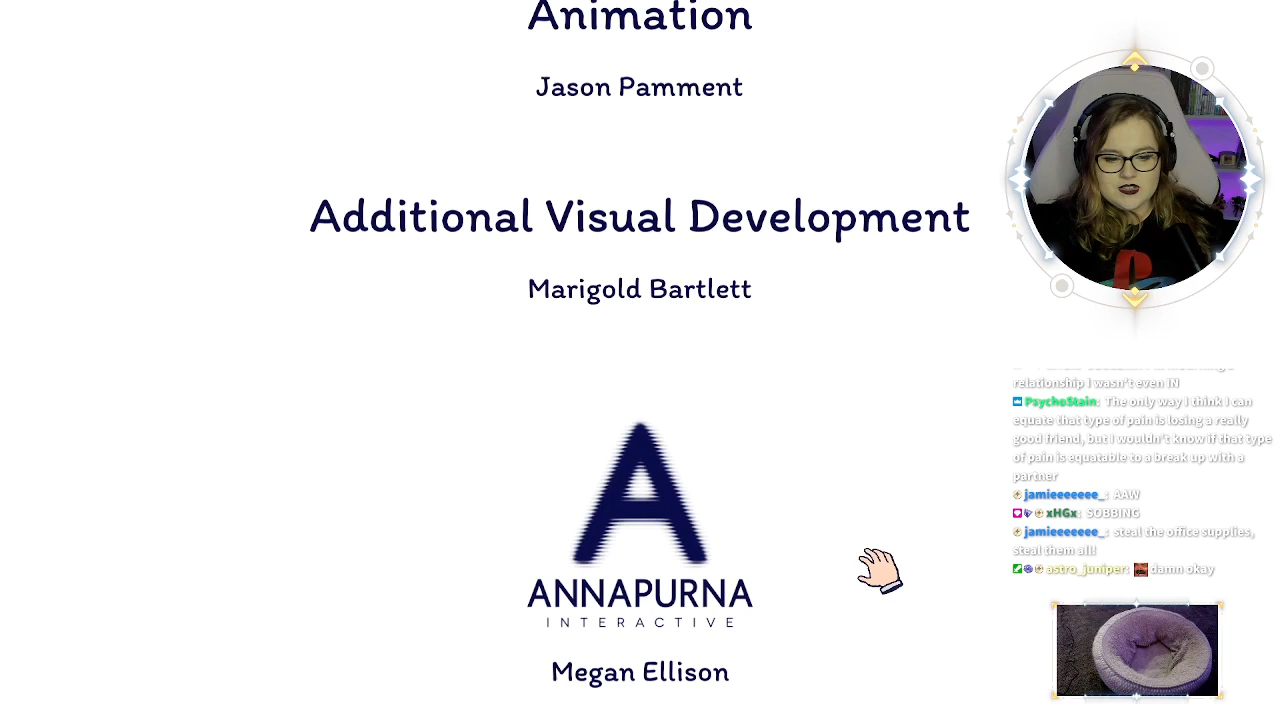 Animation
Jason Pamment
Additional Visual Development
Marigold Bartlett
A
ANNAPURNA
INTERACTIVE
Megan Ellison
relationship I wasn't even IN
PsychoStain: The only way I think I can
equate that type of pain is losing a really
good friend, but I wouldn't know if that type
of pain is equatable to a break up with a
partner
jamieeeeeee_: AAW
xHGx: SOBBING
jamieeeeeee_: steal the office supplies,
steal them all!
astro_juniper: damn okay